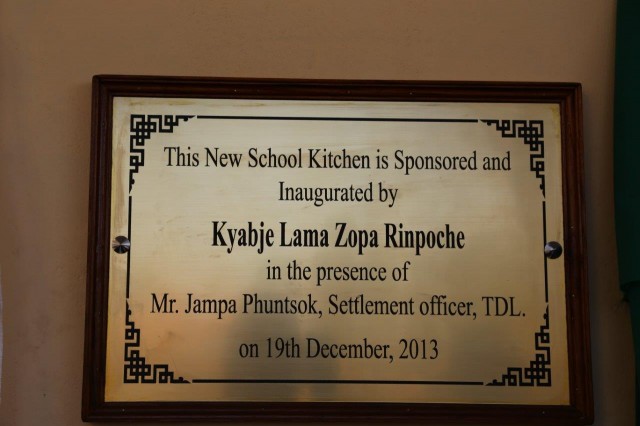 This New School Kitchen is Sponsored and
Inaugurated by
Kyabje Lama Zopa Rinpoche
in the presence of
Mr. Jampa Phuntsok, Settlement officer, TDL.
on 19th December, 2013